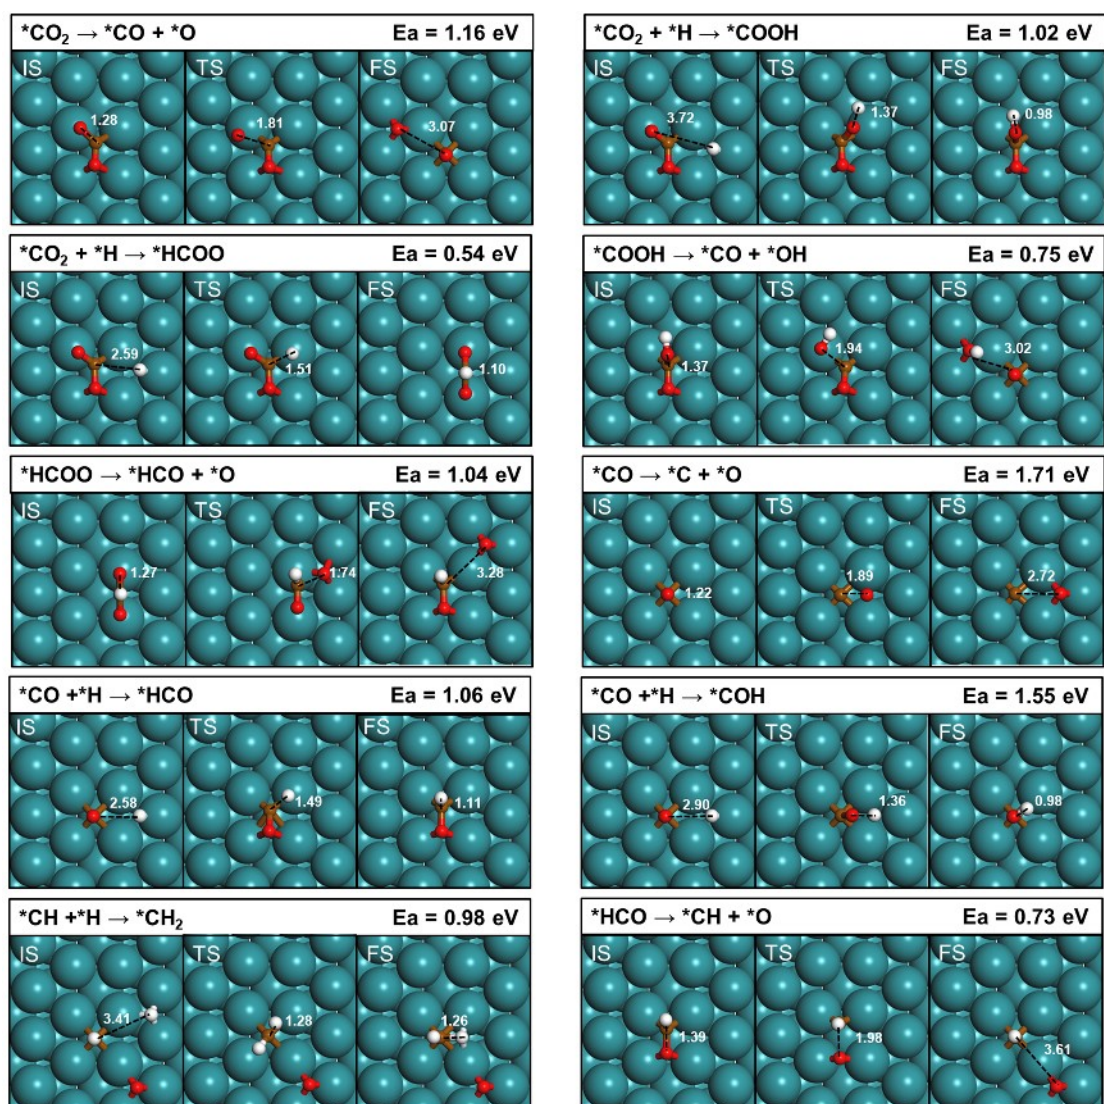 *CO₂ → *CO + *O Ea = 1.16 eV
IS TS FS
1.28 1.81 3.07
*CO₂ + *H → *COOH Ea = 1.02 eV
IS TS FS
3.72 1.37 0.98
*CO₂ + *H → *HCOO Ea = 0.54 eV
IS TS FS
2.59 1.51 1.10
*COOH → *CO + *OH Ea = 0.75 eV
IS TS FS
1.37 1.94 3.02
*HCOO → *HCO + *O Ea = 1.04 eV
IS TS FS
1.27 1.74 3.28
*CO → *C + *O Ea = 1.71 eV
IS TS FS
1.22 1.89 2.72
*CO +*H → *HCO Ea = 1.06 eV
IS TS FS
2.58 1.49 1.11
*CO +*H → *COH Ea = 1.55 eV
IS TS FS
2.90 1.36 0.98
*CH +*H → *CH₂ Ea = 0.98 eV
IS TS FS
3.41 1.28 1.26
*HCO → *CH + *O Ea = 0.73 eV
IS TS FS
1.39 1.98 3.61